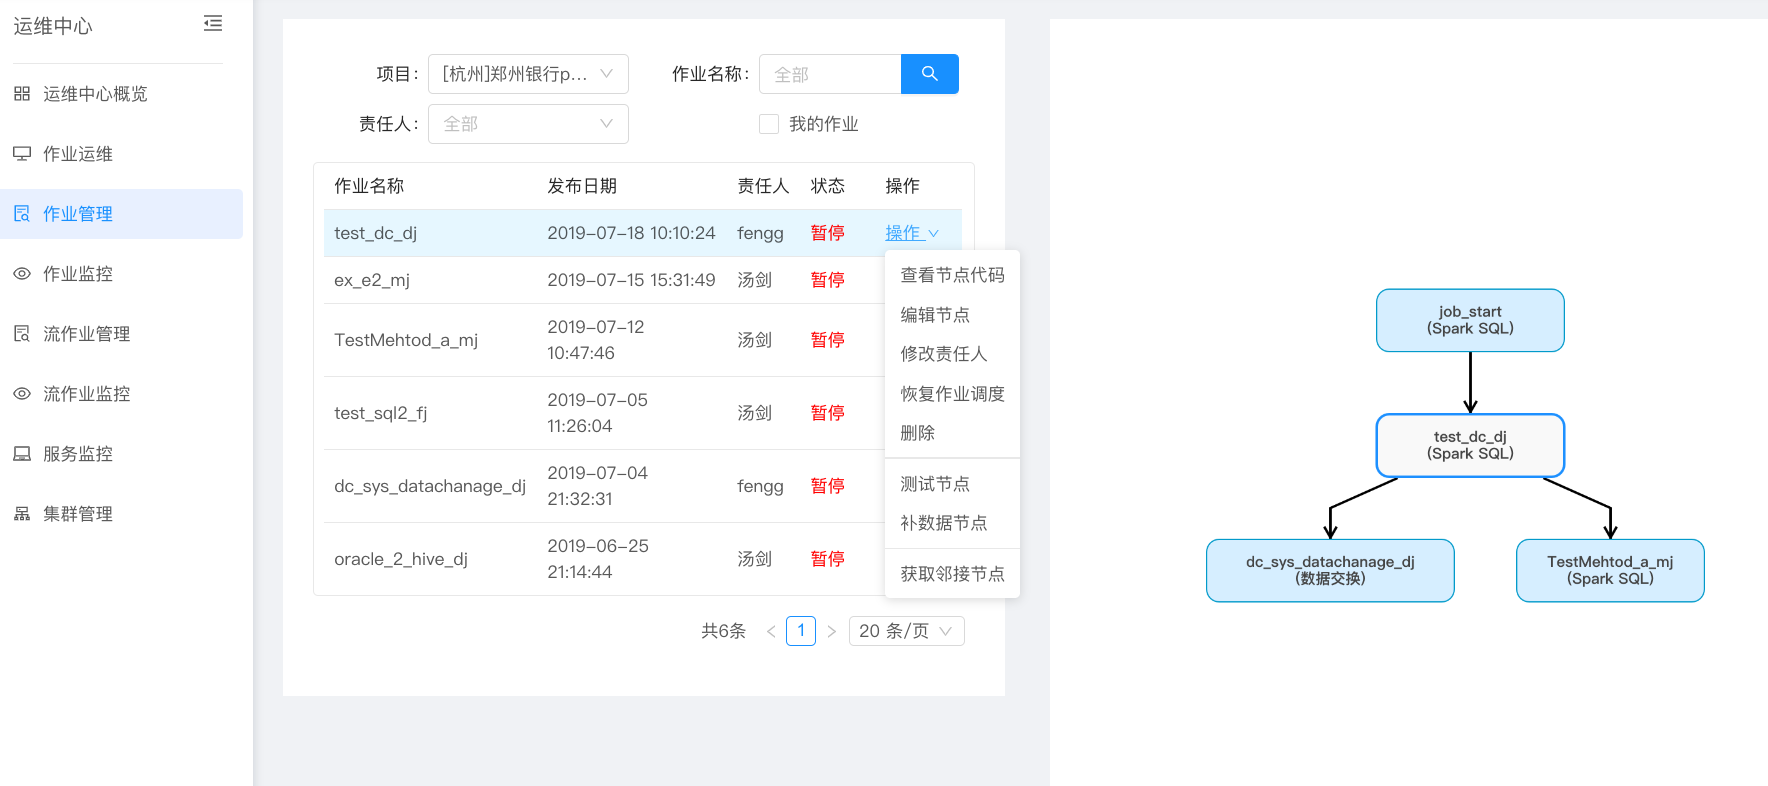 运维中心
运维中心概览
作业运维
作业管理
作业监控
流作业管理
流作业监控
服务监控
集群管理
项目: [杭州]郑州银行p... 作业名称: 全部
责任人: 全部 我的作业
作业名称 发布日期 责任人 状态 操作
test_dc_dj 2019-07-18 10:10:24 fengg 暂停 操作
ex_e2_mj 2019-07-15 15:31:49 汤剑 暂停
TestMehtod_a_mj 2019-07-12 10:47:46 汤剑 暂停
test_sql2_fj 2019-07-05 11:26:04 汤剑 暂停
dc_sys_datachanage_dj 2019-07-04 21:32:31 fengg 暂停
oracle_2_hive_dj 2019-06-25 21:14:44 汤剑 暂停
查看节点代码
编辑节点
修改责任人
恢复作业调度
删除
测试节点
补数据节点
获取邻接节点
共6条 < 1 > 20 条/页
job_start
(Spark SQL)
test_dc_dj
(Spark SQL)
dc_sys_datachanage_dj
(数据交换)
TestMehtod_a_mj
(Spark SQL)